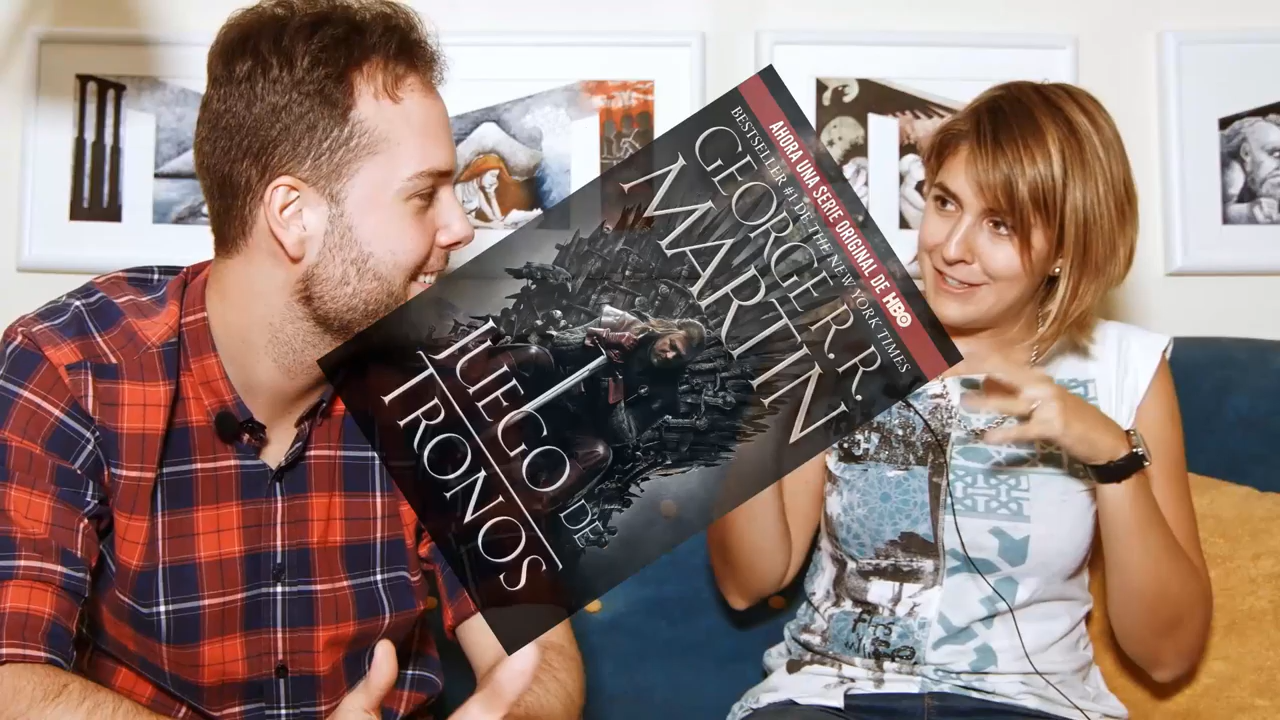 AHORA UNA SERIE ORIGINAL DE HBO
BESTSELLER #1 DE THE NEW YORK TIMES
GEORGE R. R.
MARTIN
JUEGO DE
TRONOS